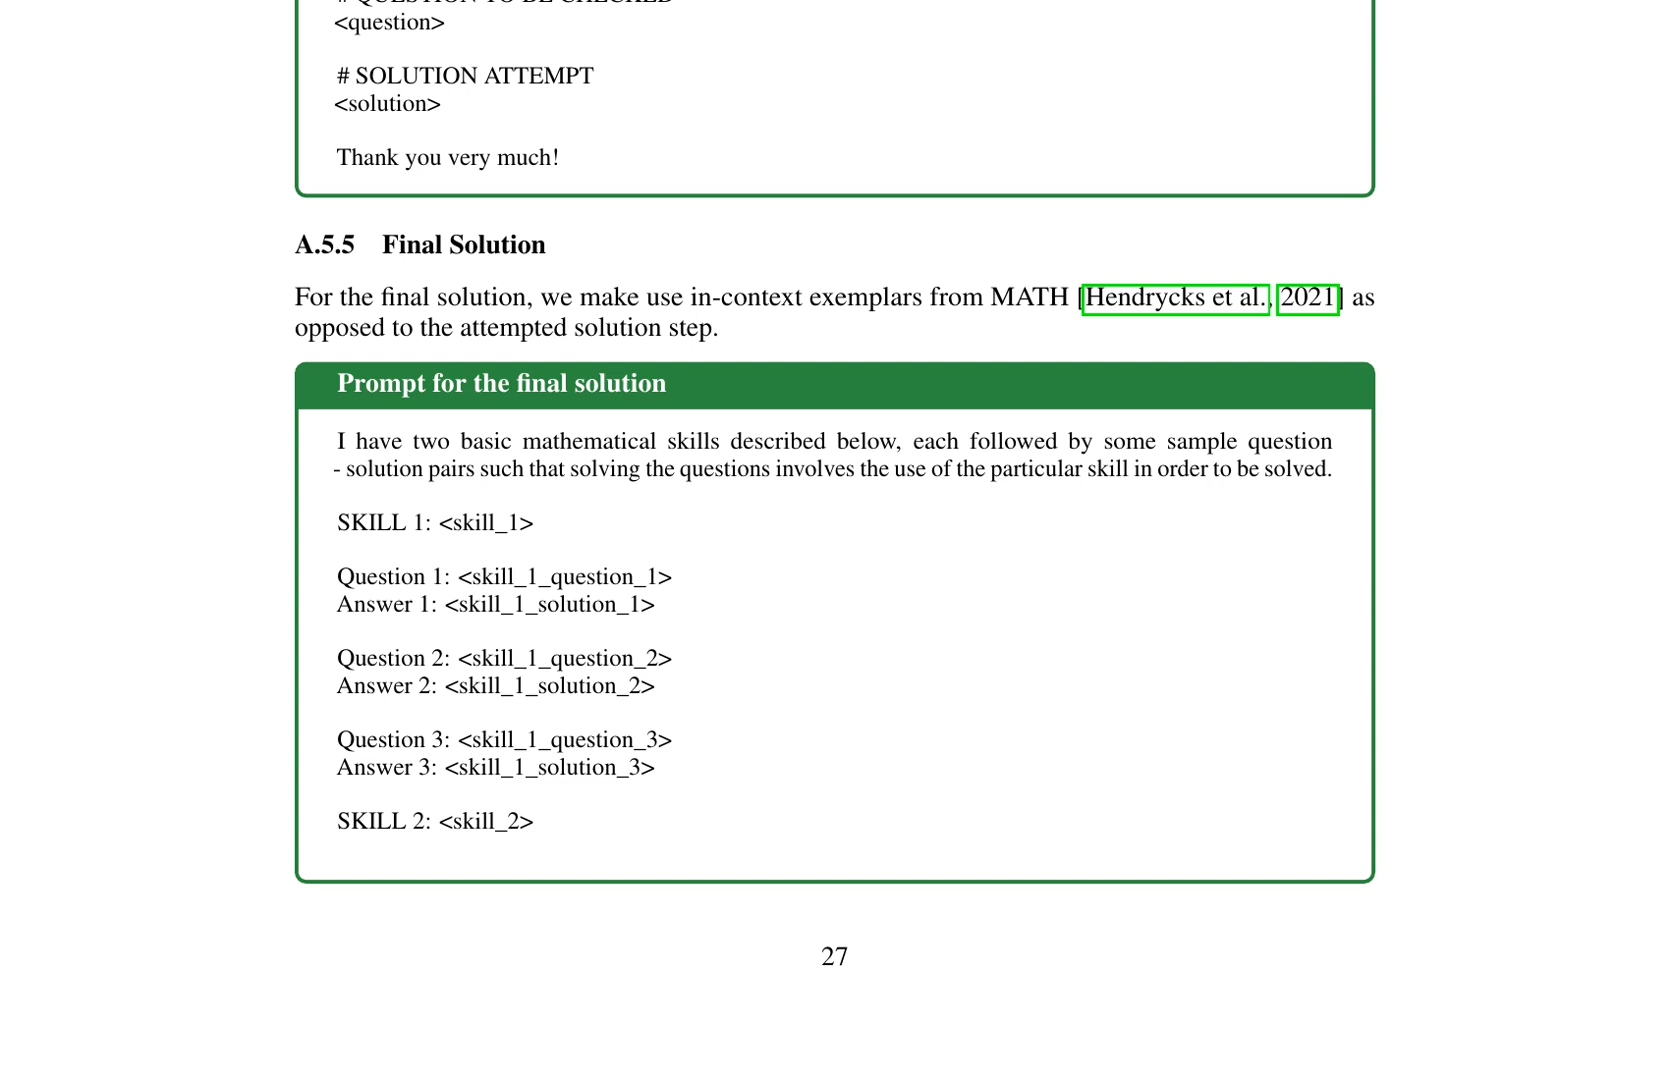 # QUESTION TO BE CHECKED
<question>
# SOLUTION ATTEMPT
<solution>
Thank you very much!
A.5.5 Final Solution
For the final solution, we make use in-context exemplars from MATH [Hendrycks et al., 2021] as
opposed to the attempted solution step.
Prompt for the final solution
I have two basic mathematical skills described below, each followed by some sample question
- solution pairs such that solving the questions involves the use of the particular skill in order to be solved.
SKILL 1: <skill_1>
Question 1: <skill_1_question_1>
Answer 1: <skill_1_solution_1>
Question 2: <skill_1_question_2>
Answer 2: <skill_1_solution_2>
Question 3: <skill_1_question_3>
Answer 3: <skill_1_solution_3>
SKILL 2: <skill_2>
27